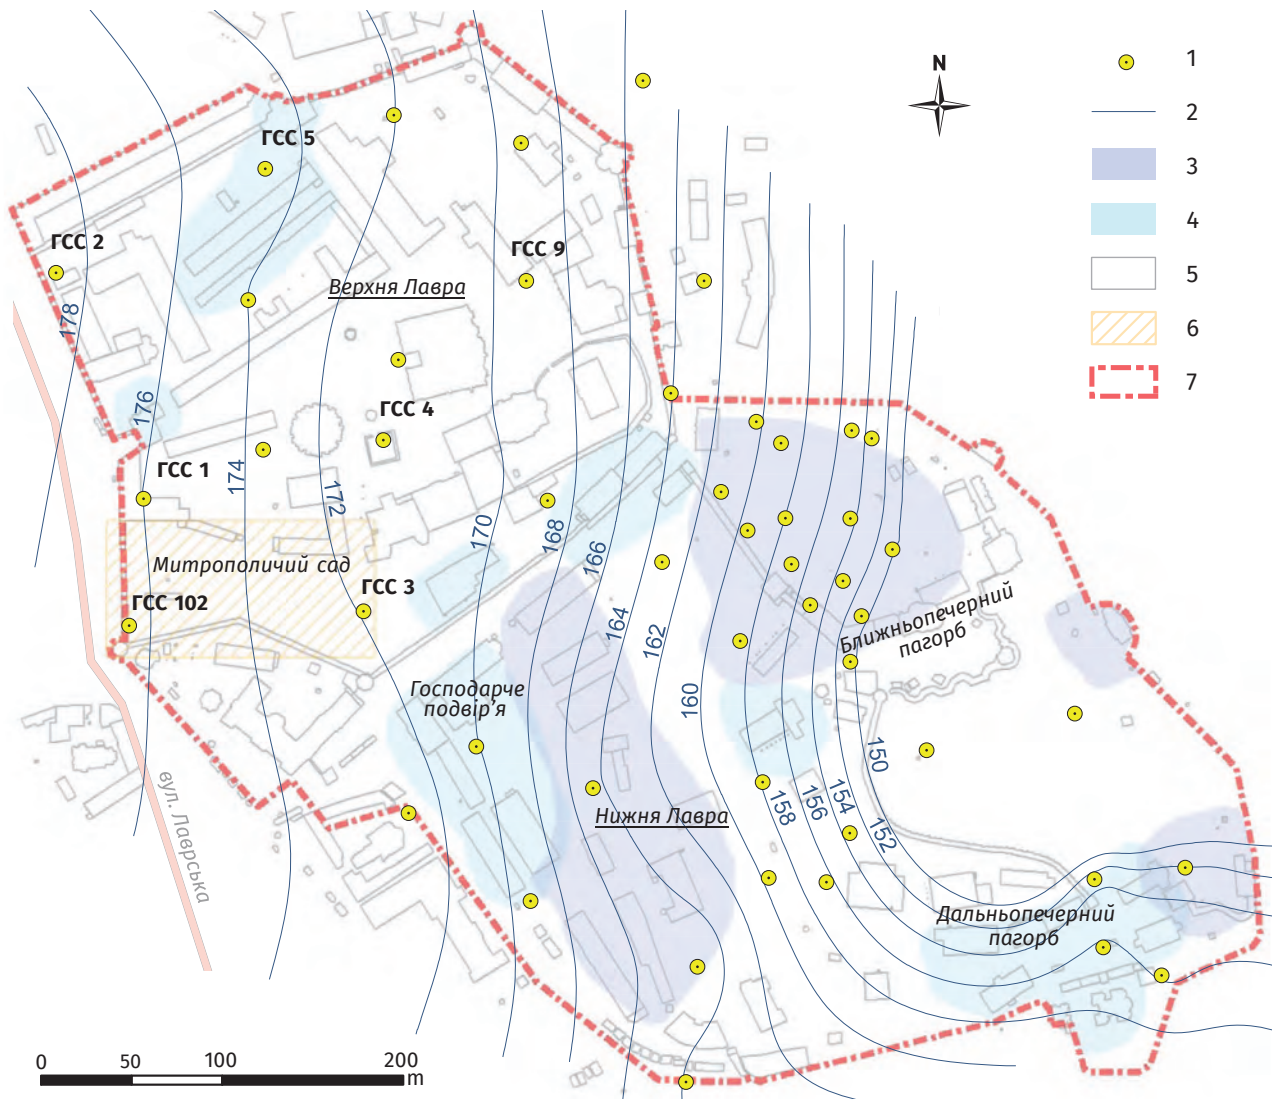 N
1
2
3
4
5
6
7
ГСС 5
ГСС 2
ГСС 9
Верхня Лавра
178
176
ГСС 4
ГСС 1
174
172
170
168
166
Митрополичий сад
ГСС 3
ГСС 102
164
162
Ближньопечерний
пагорб
Господарче
подвір'я
160
150
вул. Лаврська
Нижня Лавра
158
156
154
152
Дальньопечерний
пагорб
0 50 100 200
m